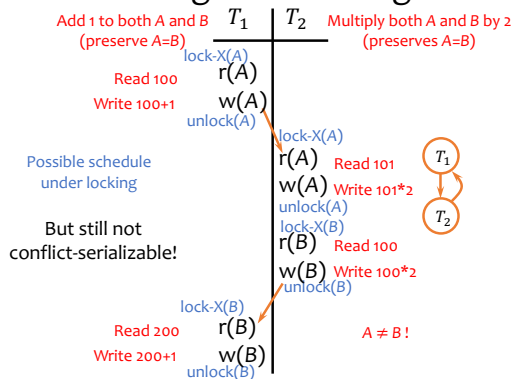 Add 1 to both A and B
(preserve A=B)
T1
T2
Multiply both A and B by 2
(preserves A=B)
lock-X(A)
Read 100
r(A)
Write 100+1
w(A)
unlock(A)
lock-X(A)
r(A)
Read 101
w(A)
Write 101*2
unlock(A)
T1
T2
Possible schedule
under locking
lock-X(B)
But still not
conflict-serializable!
r(B)
Read 100
w(B)
Write 100*2
unlock(B)
lock-X(B)
Read 200
r(B)
A ≠ B !
Write 200+1
w(B)
unlock(B)